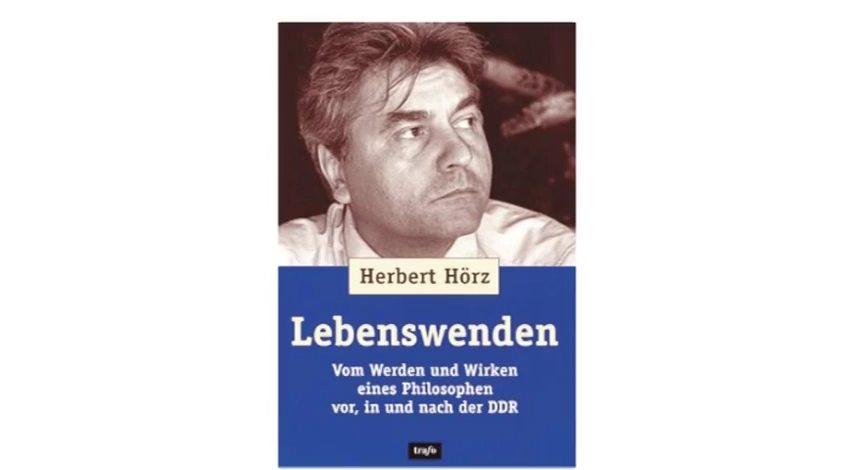 Herbert Hörz
Lebenswenden
Vom Werden und Wirken
eines Philosophen
vor, in und nach der DDR
trafo